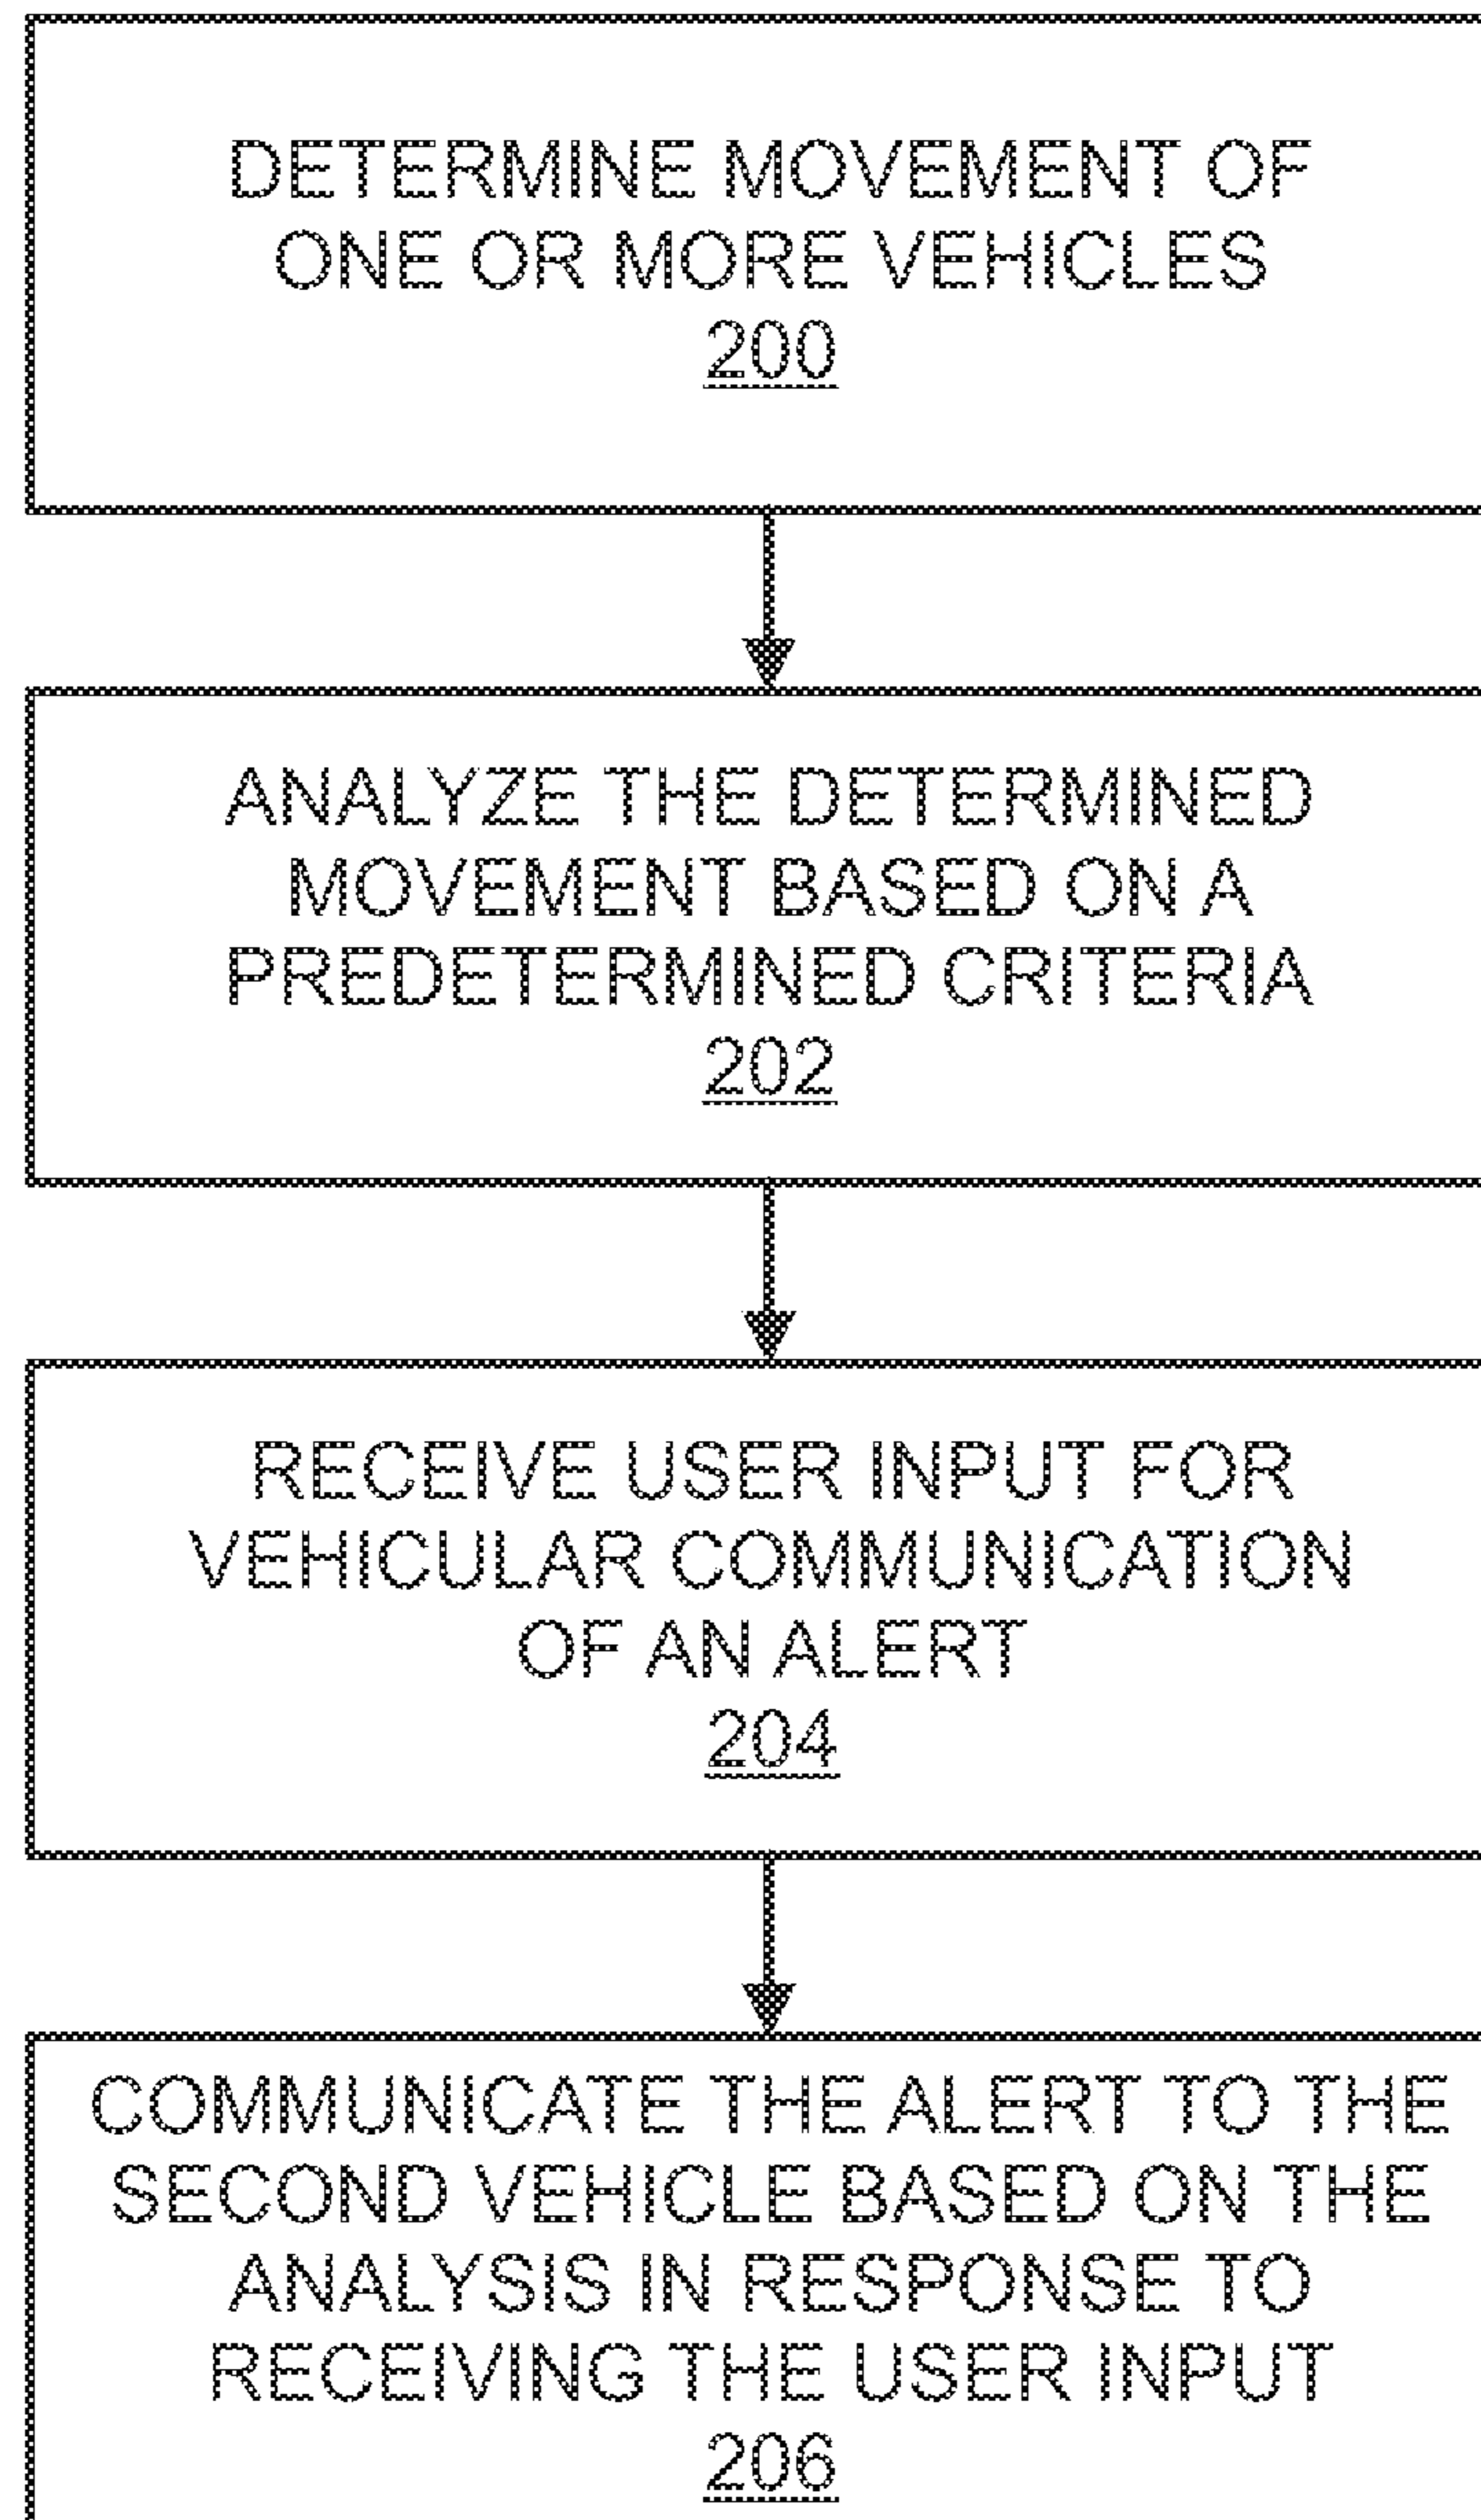 DETERMINE MOVEMENT OF
ONE OR MORE VEHICLES
200
ANALYZE THE DETERMINED
MOVEMENT BASED ON A
PREDETERMINED CRITERIA
202
RECEIVE USER INPUT FOR
VEHICULAR COMMUNICATION
OF AN ALERT
204
COMMUNICATE THE ALERT TO THE
SECOND VEHICLE BASED ON THE
ANALYSIS IN RESPONSE TO
RECEIVING THE USER INPUT
206